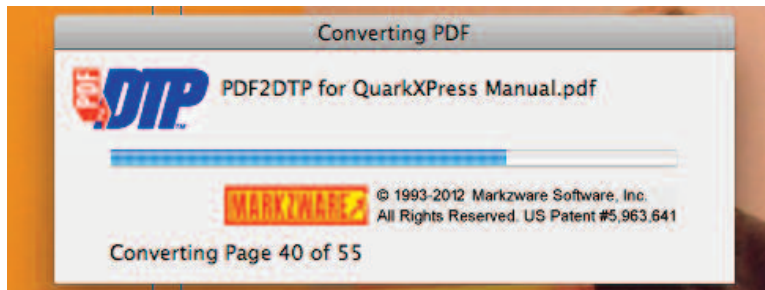 Converting PDF
PDF2DTP for QuarkXPress Manual.pdf
PDF
2DTP™
MARKZWARE
© 1993-2012 Markzware Software, Inc.
All Rights Reserved. US Patent #5,963,641
Converting Page 40 of 55